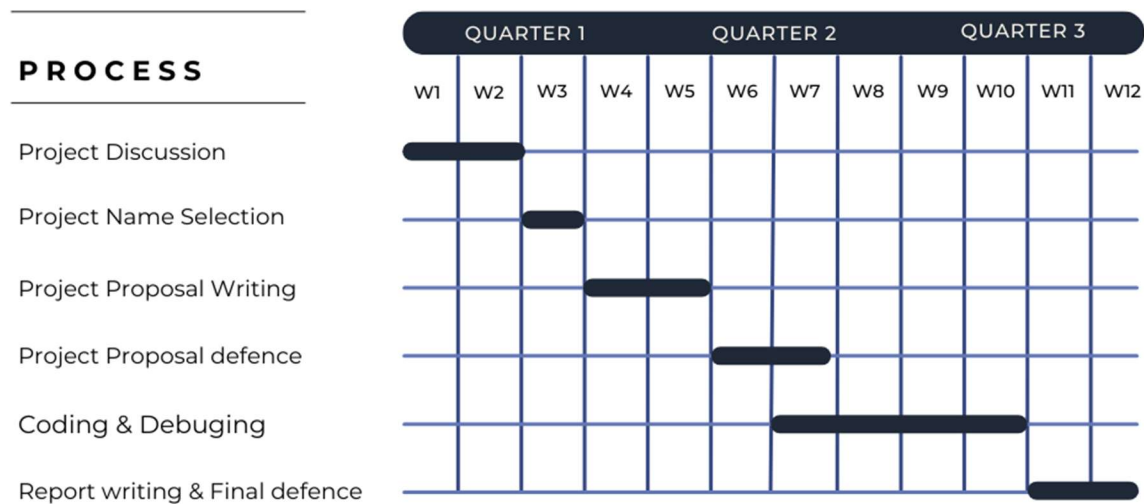 QUARTER 1 QUARTER 2 QUARTER 3
PROCESS
W1 W2 W3 W4 W5 W6 W7 W8 W9 W10 W11 W12
Project Discussion
Project Name Selection
Project Proposal Writing
Project Proposal defence
Coding & Debuging
Report writing & Final defence